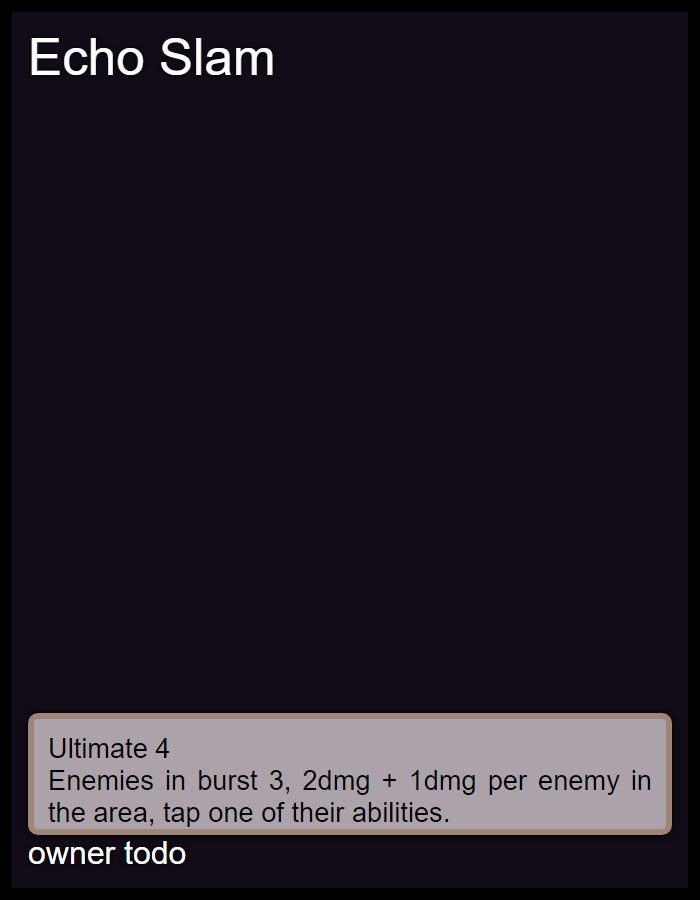 Echo Slam
Ultimate 4
Enemies in burst 3, 2dmg + 1dmg per enemy in
the area, tap one of their abilities.
owner todo